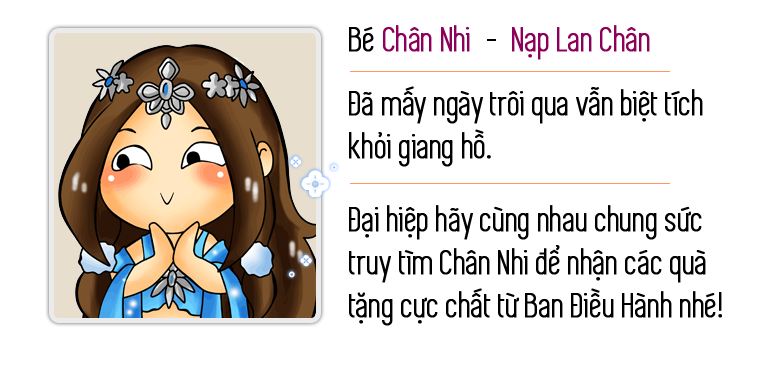 Bé Chân Nhi - Nạp Lan Chân
Đã mấy ngày trôi qua vẫn biệt tích
khỏi giang hồ.
Đại hiệp hãy cùng nhau chung sức
truy tìm Chân Nhi để nhận các quà
tặng cực chất từ Ban Điều Hành nhé!